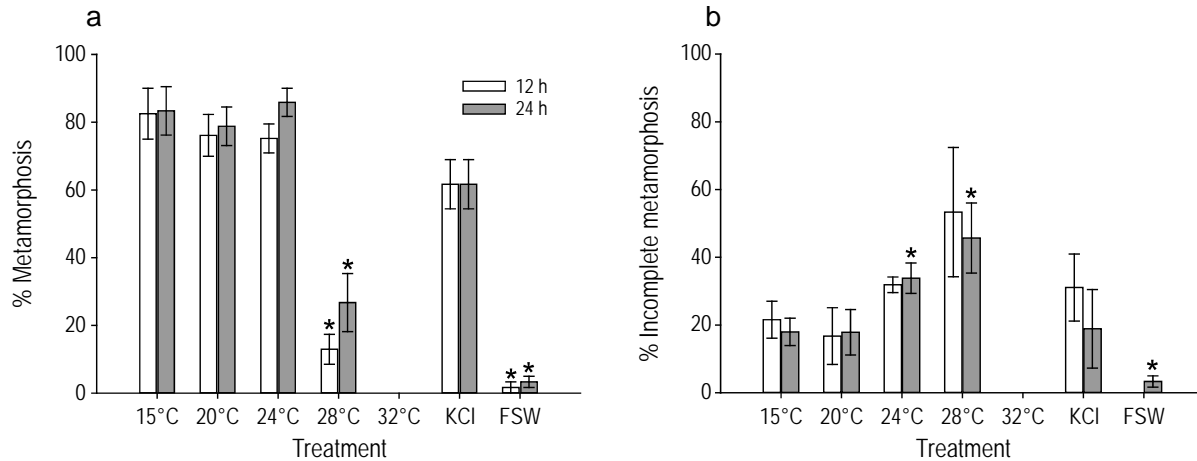 a
% Metamorphosis
100
80
60
40
20
0
12 h
24 h
*
*
*
*
15°C 20°C 24°C 28°C 32°C KCl FSW
Treatment
b
% Incomplete metamorphosis
100
80
60
40
20
0
*
*
*
15°C 20°C 24°C 28°C 32°C KCl FSW
Treatment